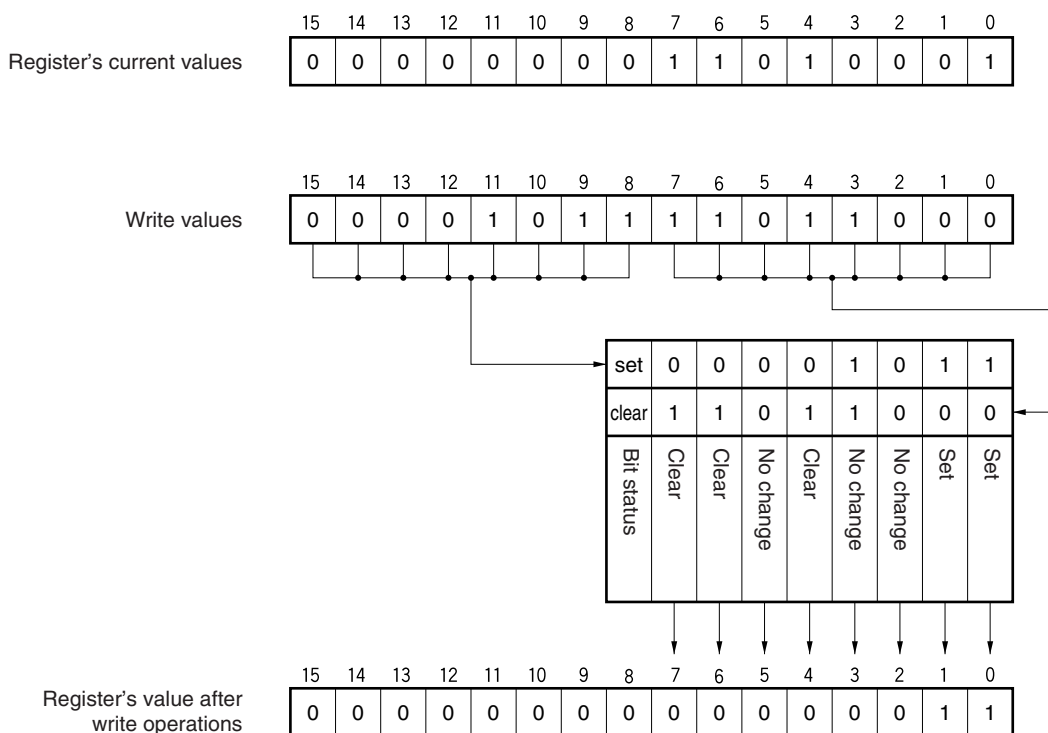 15 14 13 12 11 10 9 8 7 6 5 4 3 2 1 0
Register's current values 0 0 0 0 0 0 0 0 1 1 0 1 0 0 0 1
15 14 13 12 11 10 9 8 7 6 5 4 3 2 1 0
Write values 0 0 0 0 1 0 1 1 1 1 0 1 1 0 0 0
set 0 0 0 0 1 0 1 1
clear 1 1 0 1 1 0 0 0
Bit status Clear Clear No change Clear No change No change Set Set
15 14 13 12 11 10 9 8 7 6 5 4 3 2 1 0
Register's value after
write operations
0 0 0 0 0 0 0 0 0 0 0 0 0 0 1 1